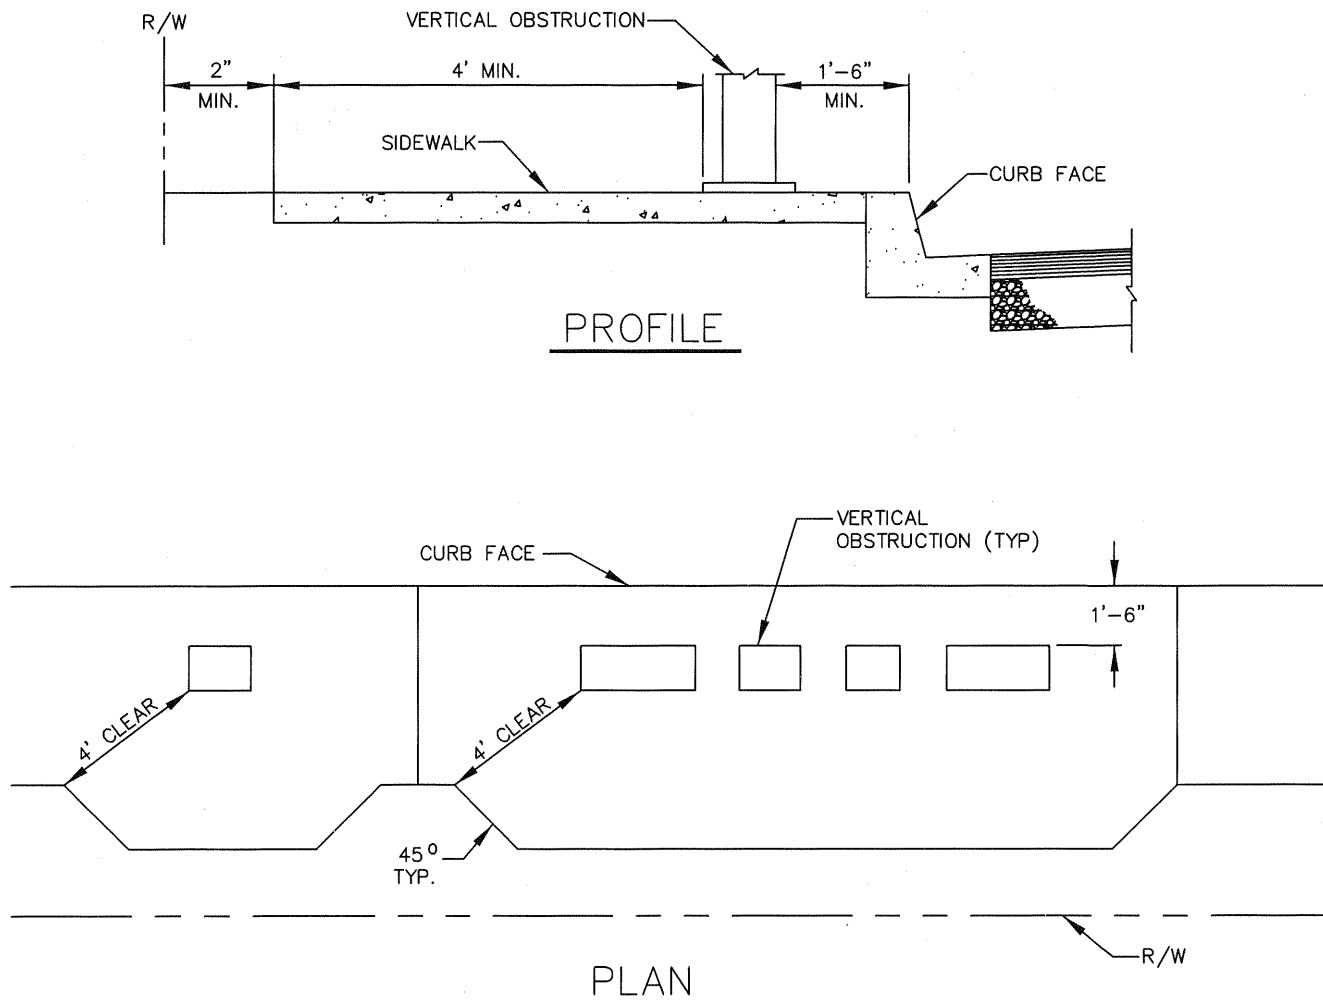 R/W
VERTICAL OBSTRUCTION
2"
MIN.
4' MIN.
1'-6"
MIN.
SIDEWALK
CURB FACE
PROFILE
VERTICAL
OBSTRUCTION (TYP)
CURB FACE
1'-6"
4' CLEAR
4' CLEAR
45°
TYP.
R/W
PLAN